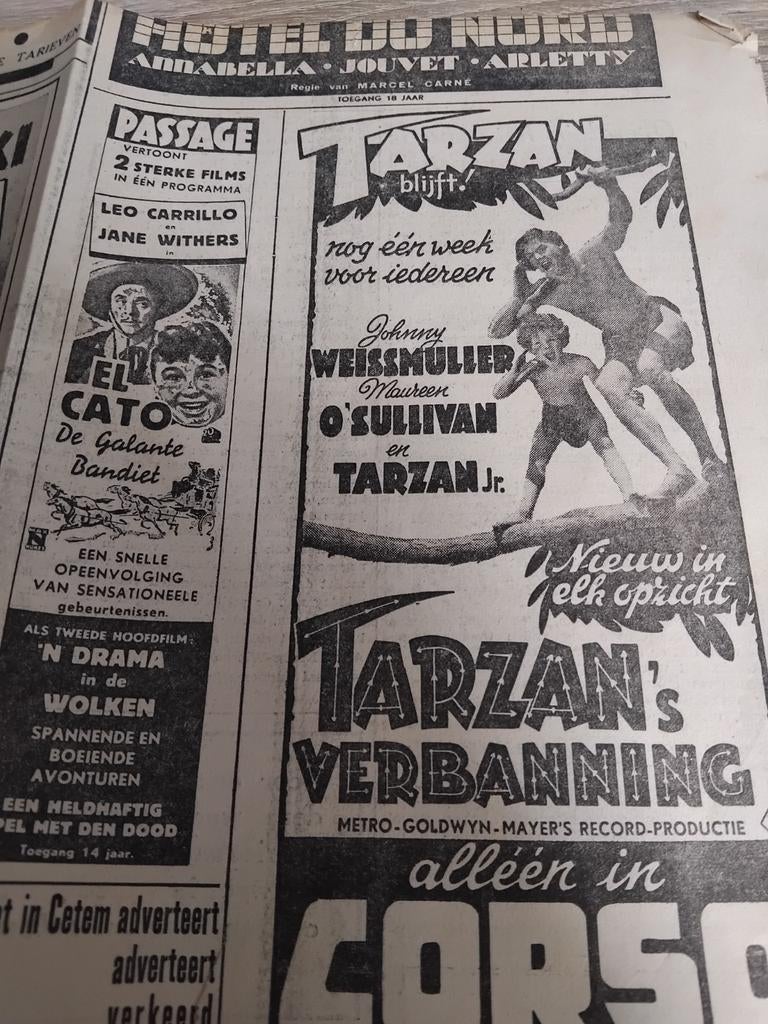 TARIEVEN
KI
HÔTEL DU NORD
ANNABELLA · JOUVET · ARLETTY
Regie van MARCEL CARNÉ
TOEGANG 18 JAAR
PASSAGE
VERTOONT
2 STERKE FILMS
IN ÉÉN PROGRAMMA
LEO CARRILLO
en
JANE WITHERS
in
EL
CATO
De Galante
Bandiet
N
EEN SNELLE
OPEENVOLGING
VAN SENSATIONEELE
gebeurtenissen.
ALS TWEEDE HOOFDFILM:
'N DRAMA
in de
WOLKEN
SPANNENDE EN
BOEIENDE
AVONTUREN
EEN HELDHAFTIG
PEL MET DEN DOOD
Toegang 14 jaar.
t in Cetem adverteert
adverteert
verkeerd
TARZAN
blijft!
nog één week
voor iedereen
Johnny
WEISSMULLER
Maureen
O'SULLIVAN
en
TARZAN Jr.
Nieuw in
elk opzicht
TARZAN's
VERBANNING
METRO-GOLDWYN-MAYER'S RECORD-PRODUCTIE
alléén in
CORSO